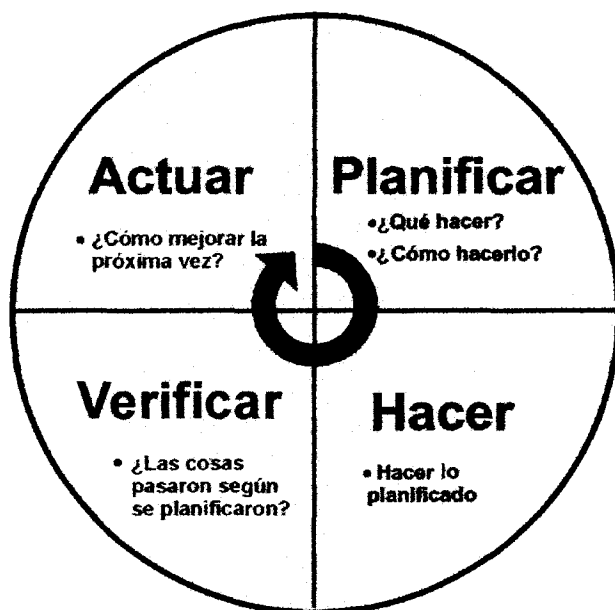 Actuar
• ¿Cómo mejorar la
próxima vez?
Planificar
•¿Qué hacer?
•¿Cómo hacerlo?
Verificar
• ¿Las cosas
pasaron según
se planificaron?
Hacer
• Hacer lo
planificado